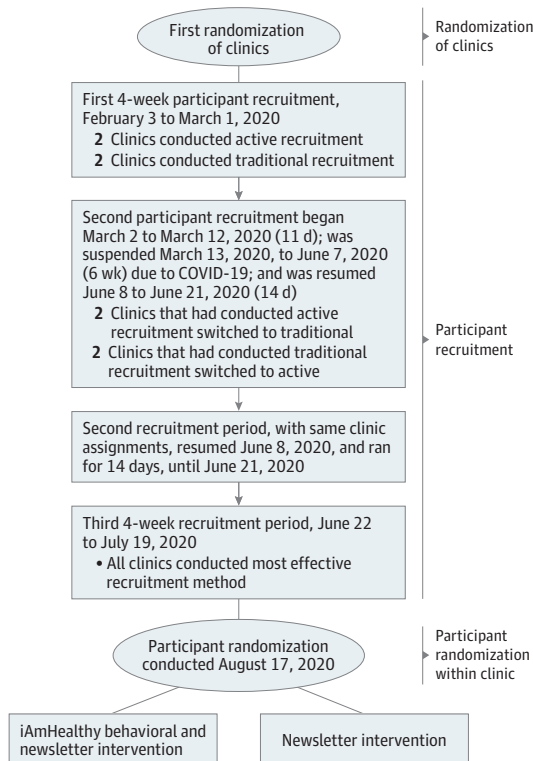 First randomization
of clinics
Randomization
of clinics
First 4-week participant recruitment,
February 3 to March 1, 2020
2 Clinics conducted active recruitment
2 Clinics conducted traditional recruitment
Second participant recruitment began
March 2 to March 12, 2020 (11 d); was
suspended March 13, 2020, to June 7, 2020
(6 wk) due to COVID-19; and was resumed
June 8 to June 21, 2020 (14 d)
2 Clinics that had conducted active
recruitment switched to traditional
2 Clinics that had conducted traditional
recruitment switched to active
Participant
recruitment
Second recruitment period, with same clinic
assignments, resumed June 8, 2020, and ran
for 14 days, until June 21, 2020
Third 4-week recruitment period, June 22
to July 19, 2020
• All clinics conducted most effective
recruitment method
Participant randomization
conducted August 17, 2020
Participant
randomization
within clinic
iAmHealthy behavioral and
newsletter intervention
Newsletter intervention